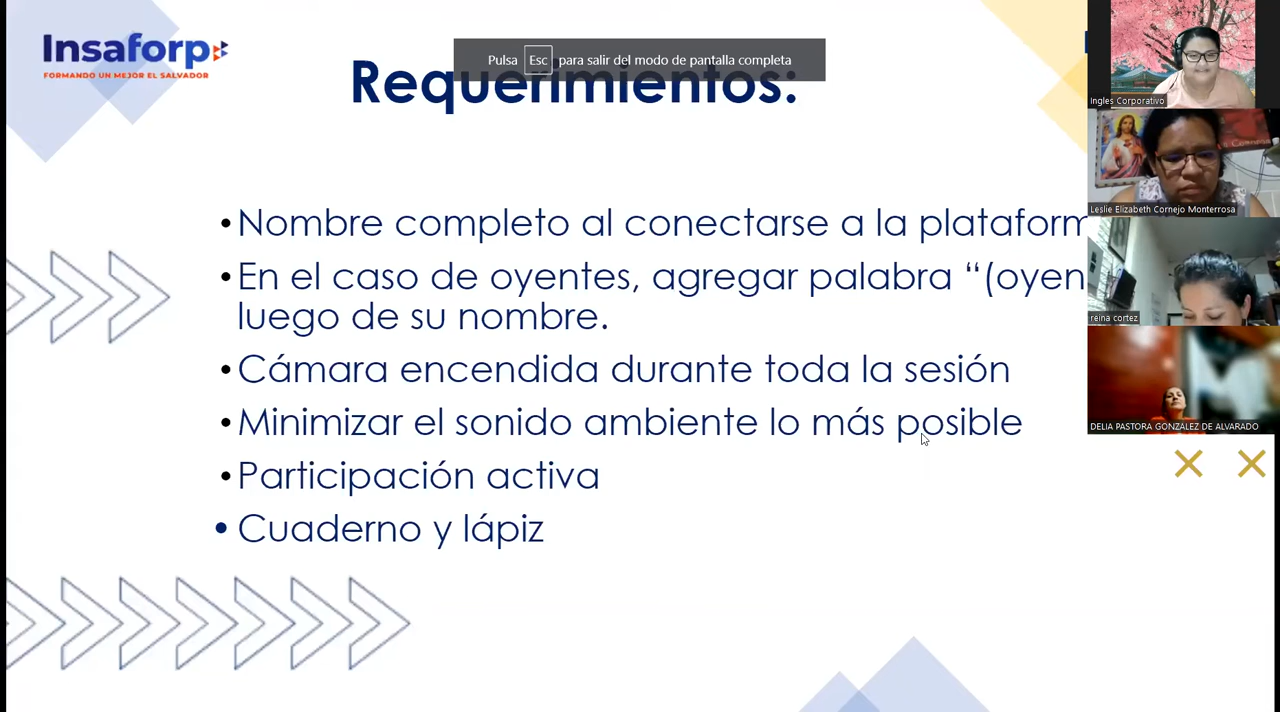 Insaforp
FORMANDO UN MEJOR EL SALVADOR
Pulsa Esc para salir del modo de pantalla completa
Requerimientos:
•Nombre completo al conectarse a la plataform
•En el caso de oyentes, agregar palabra “(oyen
luego de su nombre.
•Cámara encendida durante toda la sesión
•Minimizar el sonido ambiente lo más posible
•Participación activa
•Cuaderno y lápiz
Ingles Corporativo
Leslie Elizabeth Cornejo Monterrosa
reina cortez
DELIA PASTORA GONZALEZ DE ALVARADO